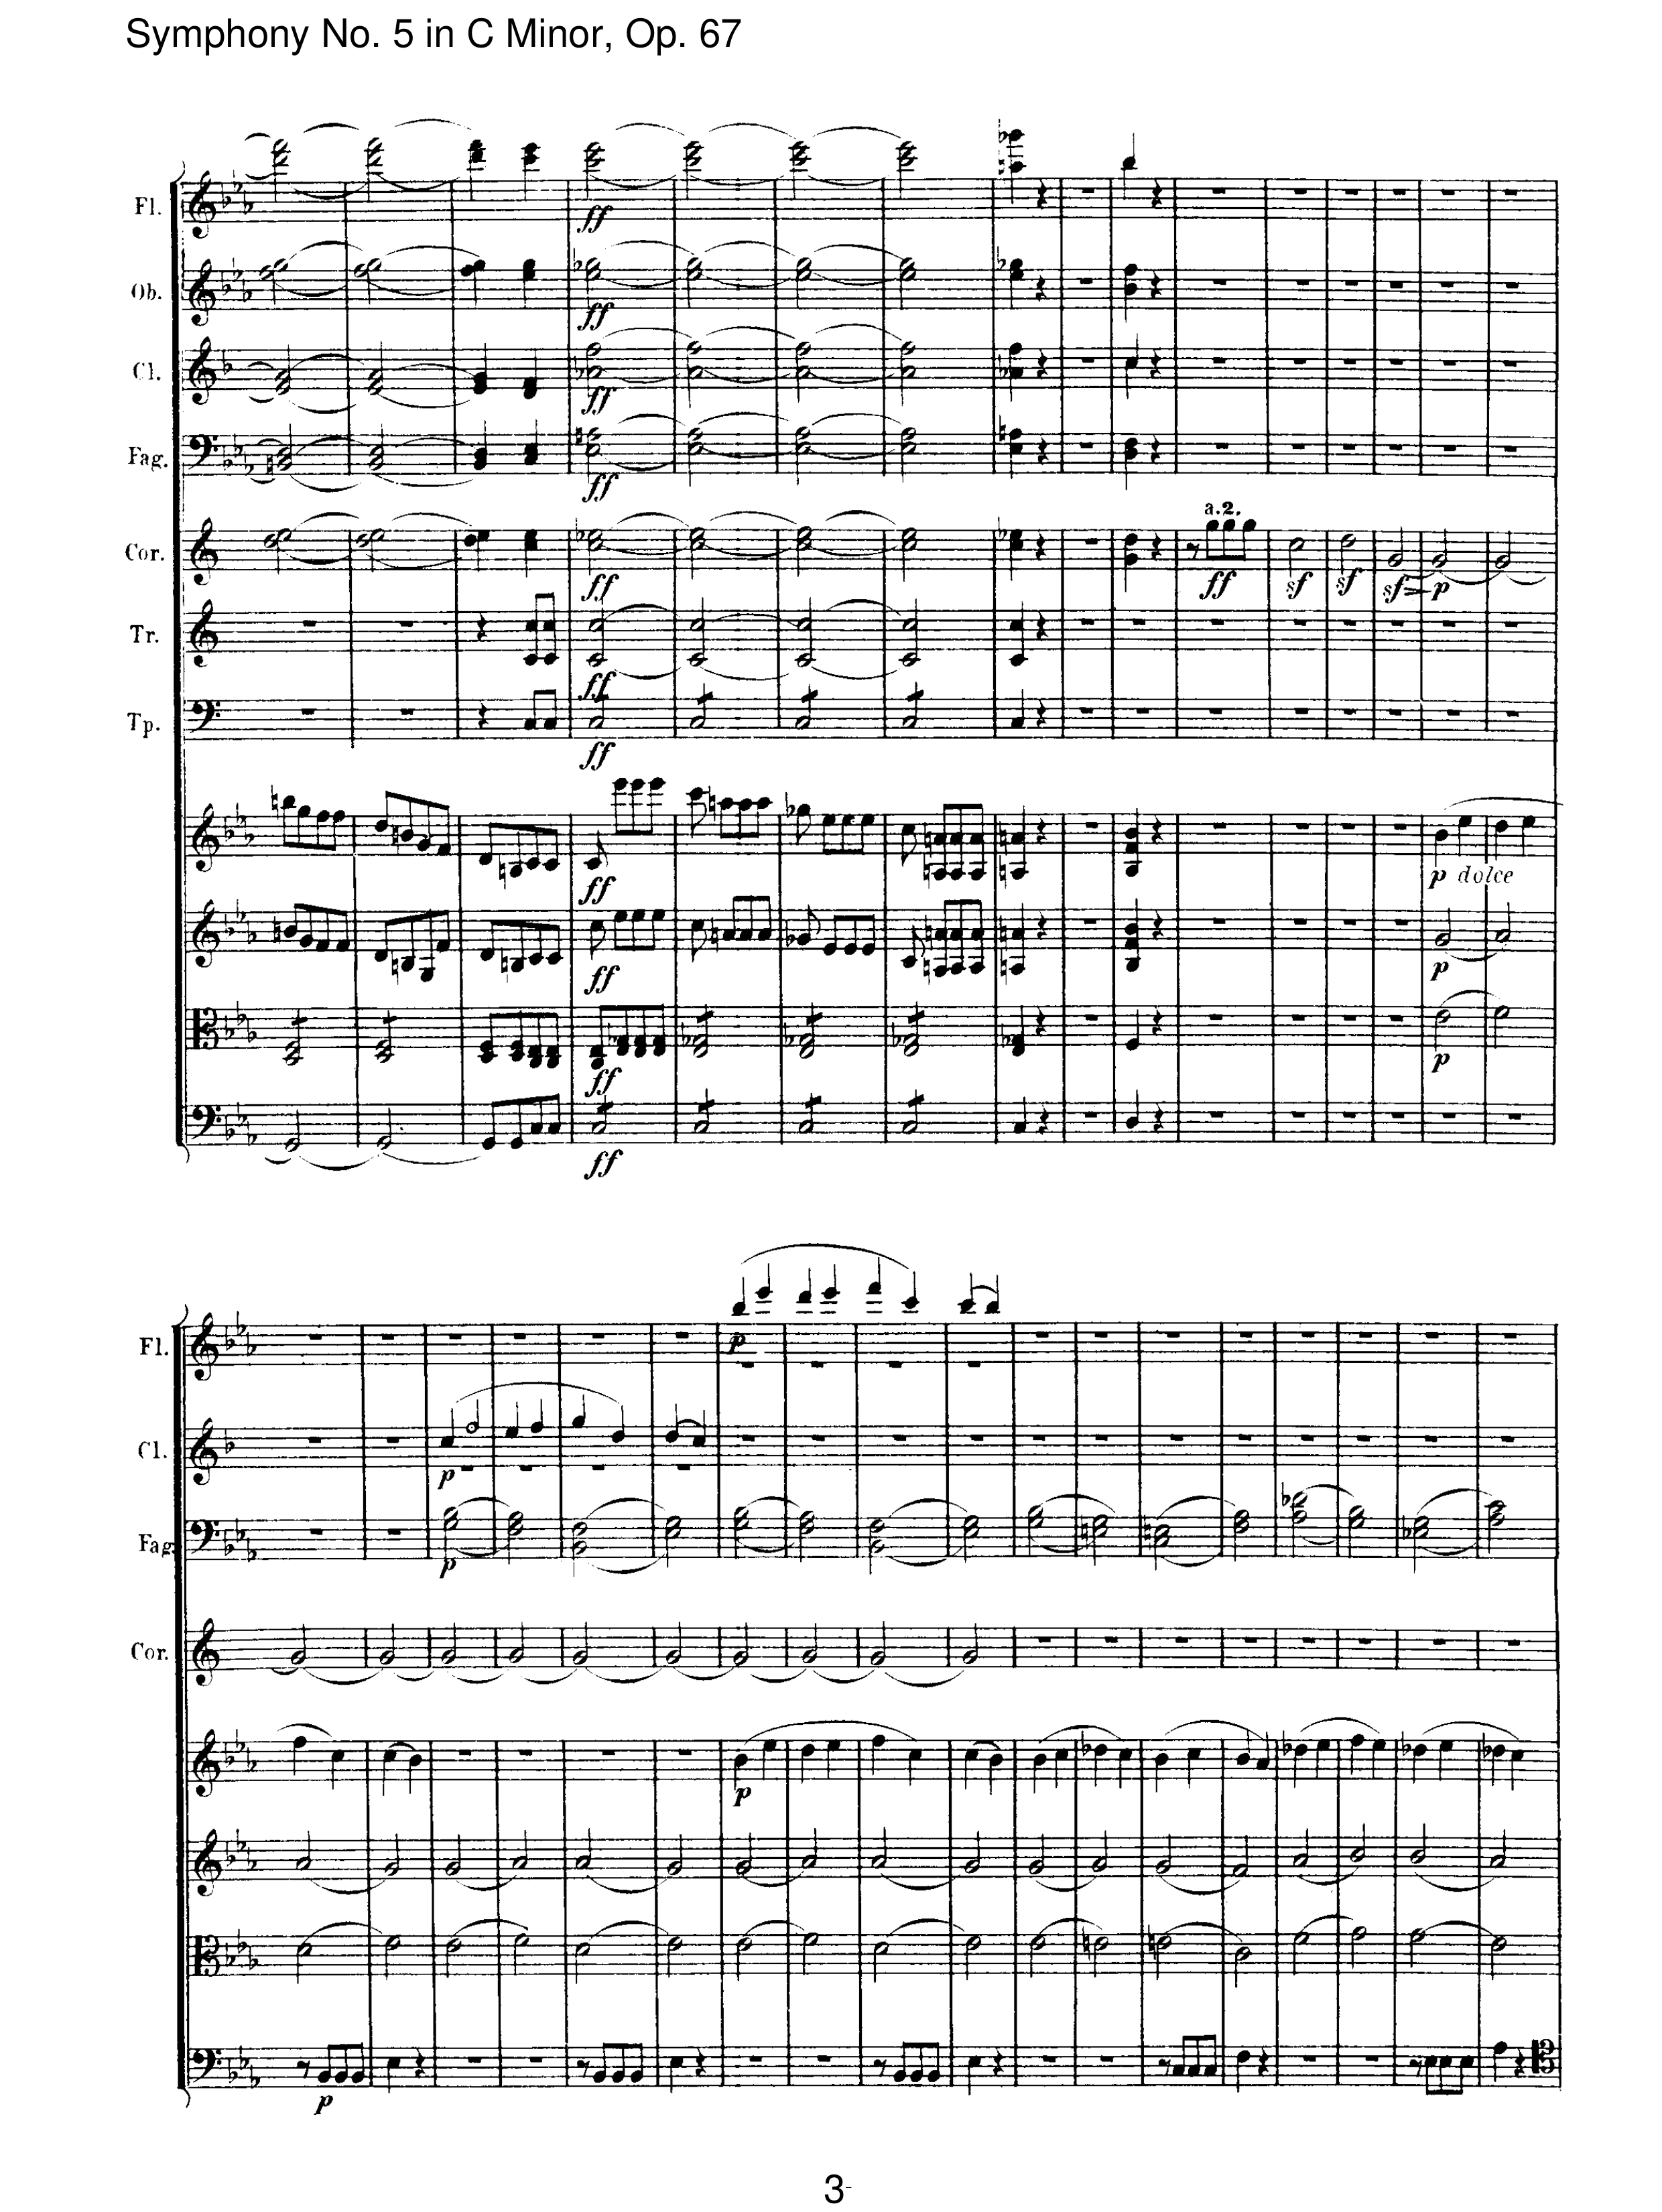 Symphony No. 5 in C Minor, Op. 67
Fl.
ff
Ob.
ff
Cl.
ff
Fag.
ff
a.2.
Cor.
ff ff sf sf sf p
Tr.
ff
Tp.
ff
ff
p dolce
ff
p
ff
p
ff
Fl.
p
Cl.
p
Fag.
p
Cor.
p
p
3